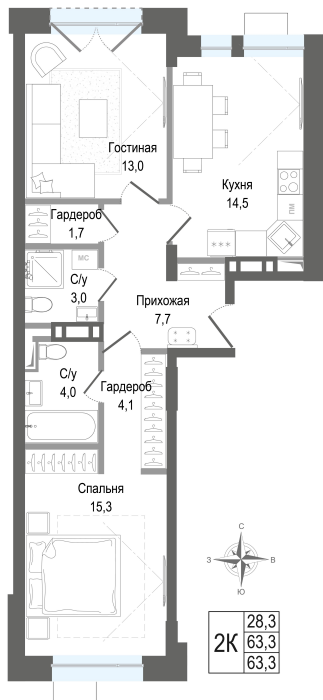 Гостиная
13,0
Кухня
14,5
ПМ
Гардероб
1,7
МС
С/у
3,0
Прихожая
7,7
С/у
4,0
Гардероб
4,1
Спальня
15,3
С
З
В
Ю
2К
28,3
63,3
63,3